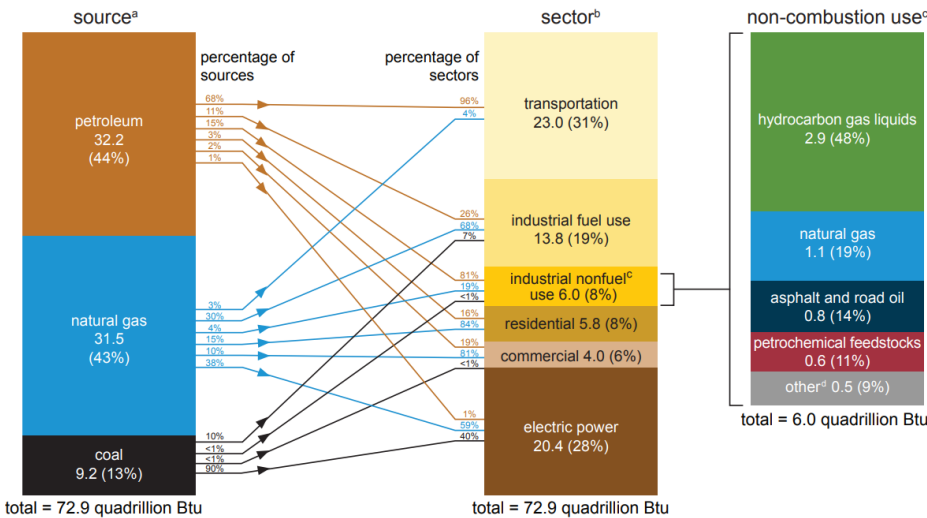 sourceᵃ
sectorᵇ
non-combustion useᶜ
percentage of
sources
percentage of
sectors
petroleum
32.2
(44%)
68%
11%
15%
3%
2%
1%
natural gas
31.5
(43%)
3%
30%
4%
15%
10%
38%
coal
9.2 (13%)
10%
<1%
<1%
90%
total = 72.9 quadrillion Btu
96%
4%
26%
68%
7%
81%
19%
<1%
16%
84%
19%
81%
<1%
1%
59%
40%
transportation
23.0 (31%)
industrial fuel use
13.8 (19%)
industrial nonfuelᶜ
use 6.0 (8%)
residential 5.8 (8%)
commercial 4.0 (6%)
electric power
20.4 (28%)
total = 72.9 quadrillion Btu
hydrocarbon gas liquids
2.9 (48%)
natural gas
1.1 (19%)
asphalt and road oil
0.8 (14%)
petrochemical feedstocks
0.6 (11%)
otherᵈ 0.5 (9%)
total = 6.0 quadrillion Btu